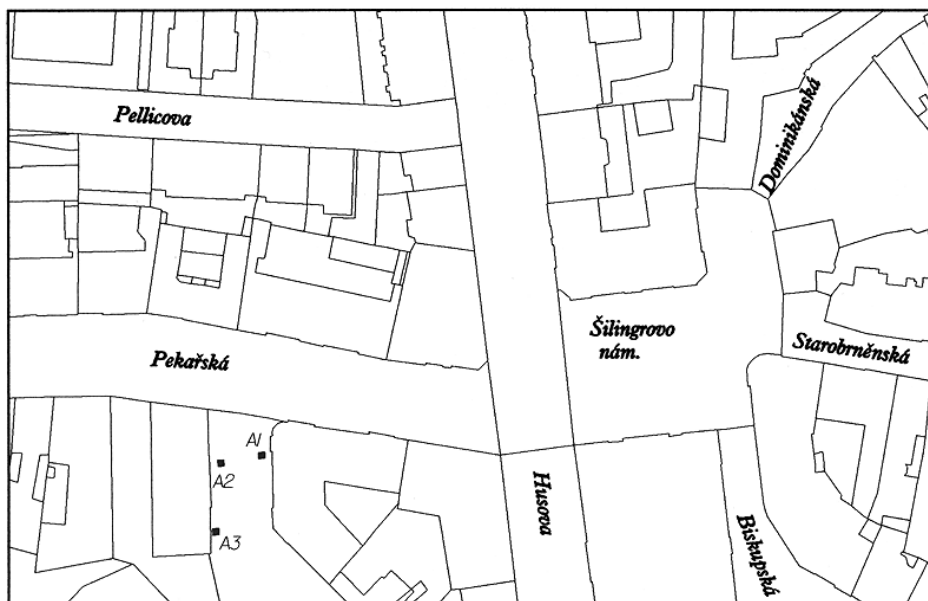 Pellicova
Dominikánská
Šilingrovo
nám.
Starobrněnská
Pekařská
A1
A2
A3
Husova
Biskupská